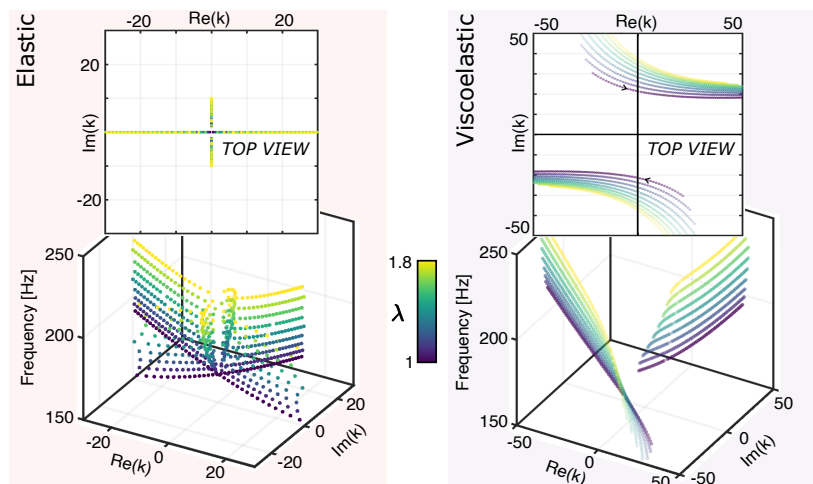 Elastic
-20 Re(k) 20
20
Im(k)
-20
TOP VIEW
250
200
150
Frequency [Hz]
-20
0
20
Re(k)
-20
0
20
Im(k)
1.8
λ
1
Viscoelastic
-50 Re(k) 50
50
Im(k)
-50
TOP VIEW
250
200
150
Frequency [Hz]
-50
0
50
Re(k)
-50
0
50
Im(k)